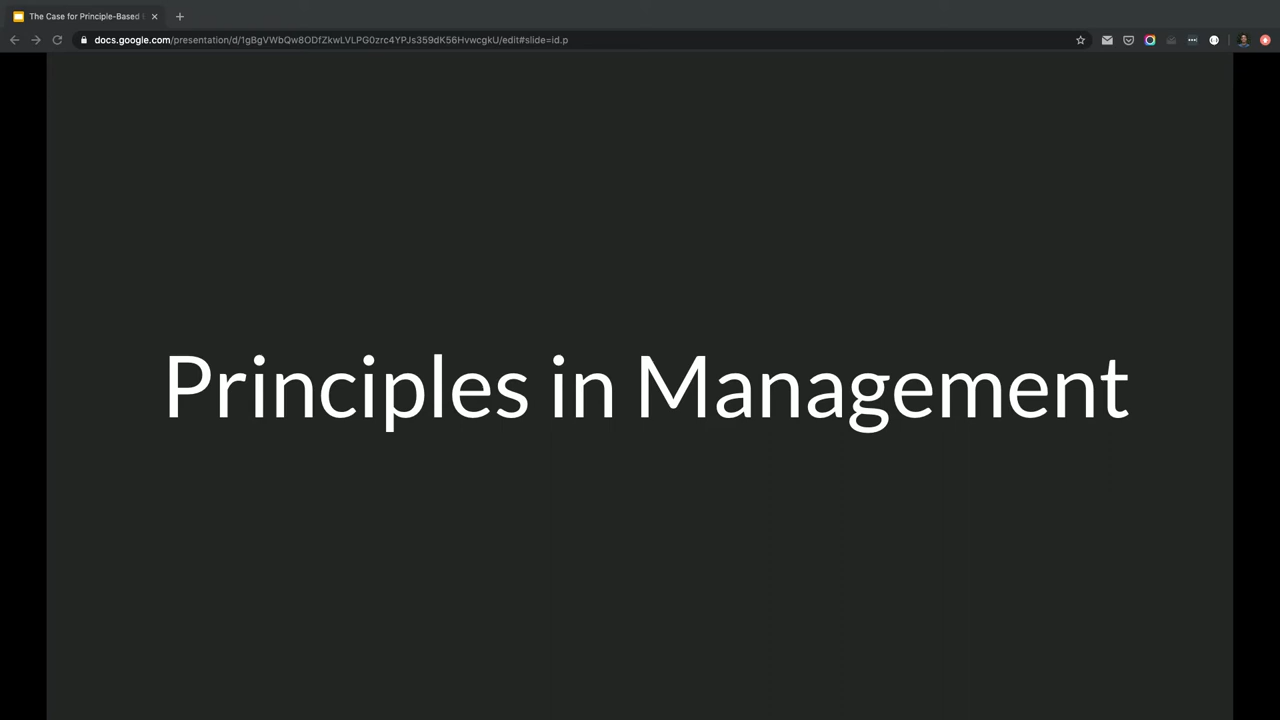 The Case for Principle-Based
docs.google.com/presentation/d/1gBgVWbQw8ODfZkwLVLPG0zrc4YPJs359dK56HvwcgkU/edit#slide=id.p
Principles in Management